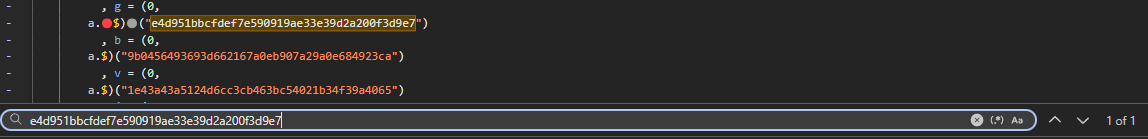 - , g = (0,
- a.$)("e4d951bbcfdef7e590919ae33e39d2a200f3d9e7")
- , b = (0,
- a.$)("9b0456493693d662167a0eb907a29a0e684923ca")
- , v = (0,
- a.$)("1e43a43a5124d6cc3cb463bc54021b34f39a4065")
e4d951bbcfdef7e590919ae33e39d2a200f3d9e7 (.*) Aa 1 of 1